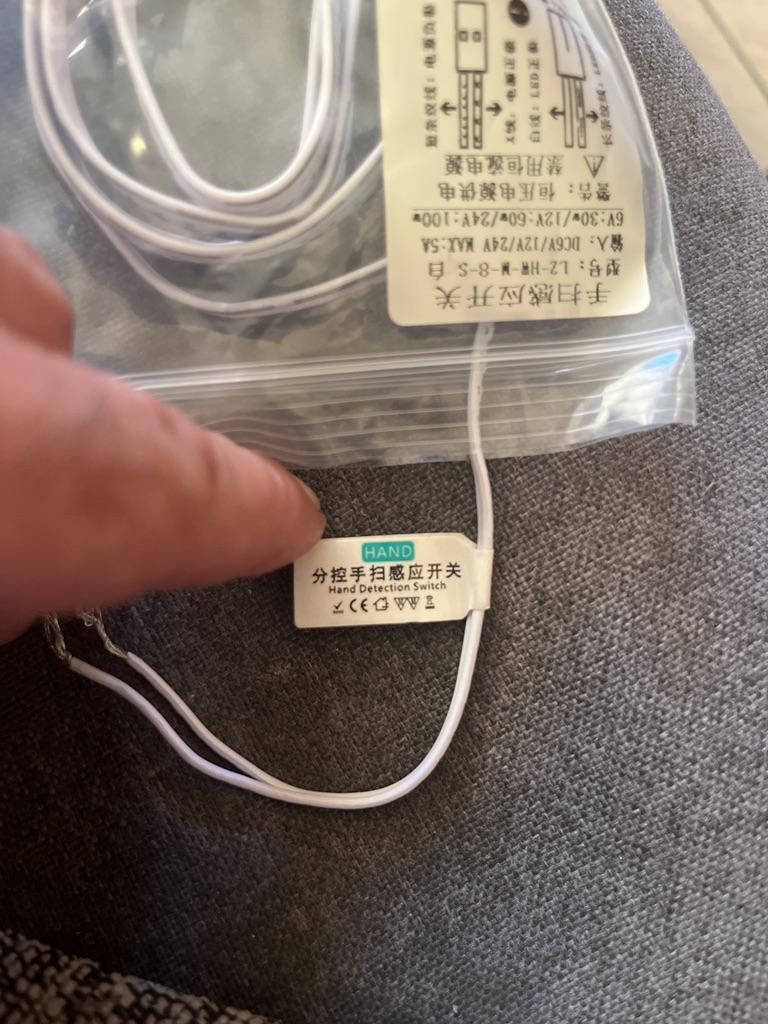 手扫感应开关
型号：LZ-HW-M-8-S 白
输入：DC6V/12V/24V MAX:5A
6V:30w/12V:60w/24V:100w
警告：恒压电源供电
禁用恒流电源
HAND
分控手扫感应开关
Hand Detection Switch
CE